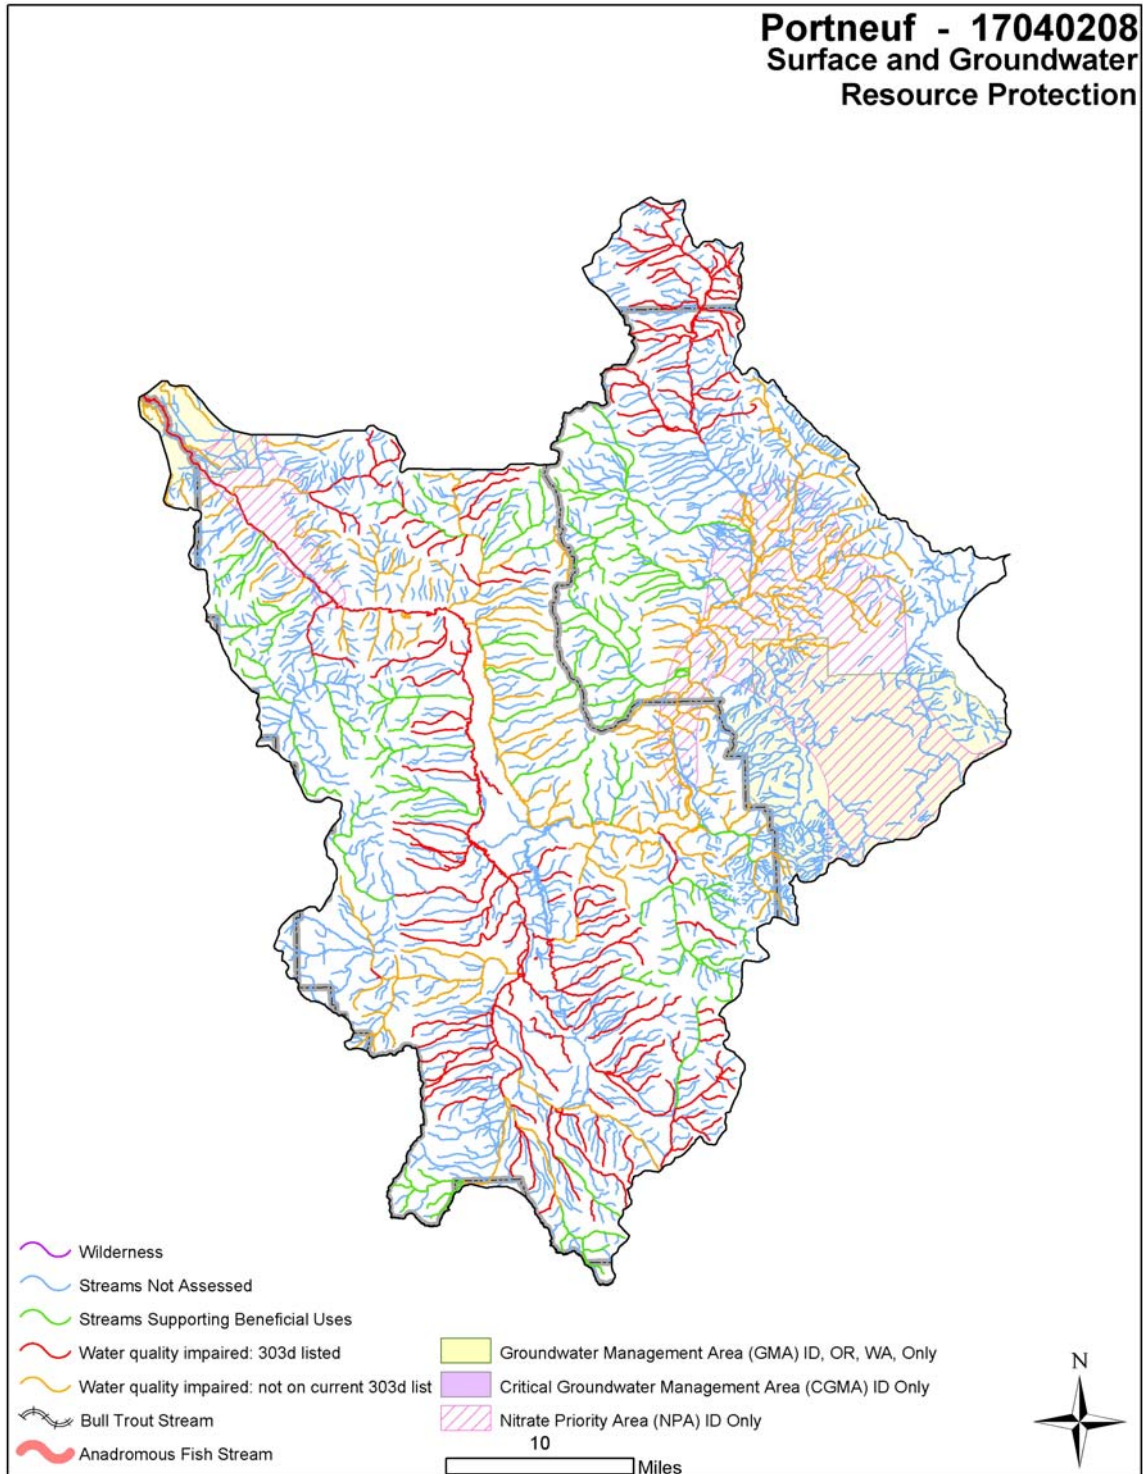 Portneuf - 17040208
Surface and Groundwater
Resource Protection
Wilderness
Streams Not Assessed
Streams Supporting Beneficial Uses
Water quality impaired: 303d listed
Water quality impaired: not on current 303d list
Bull Trout Stream
Anadromous Fish Stream
Groundwater Management Area (GMA) ID, OR, WA, Only
Critical Groundwater Management Area (CGMA) ID Only
Nitrate Priority Area (NPA) ID Only
10
Miles
N